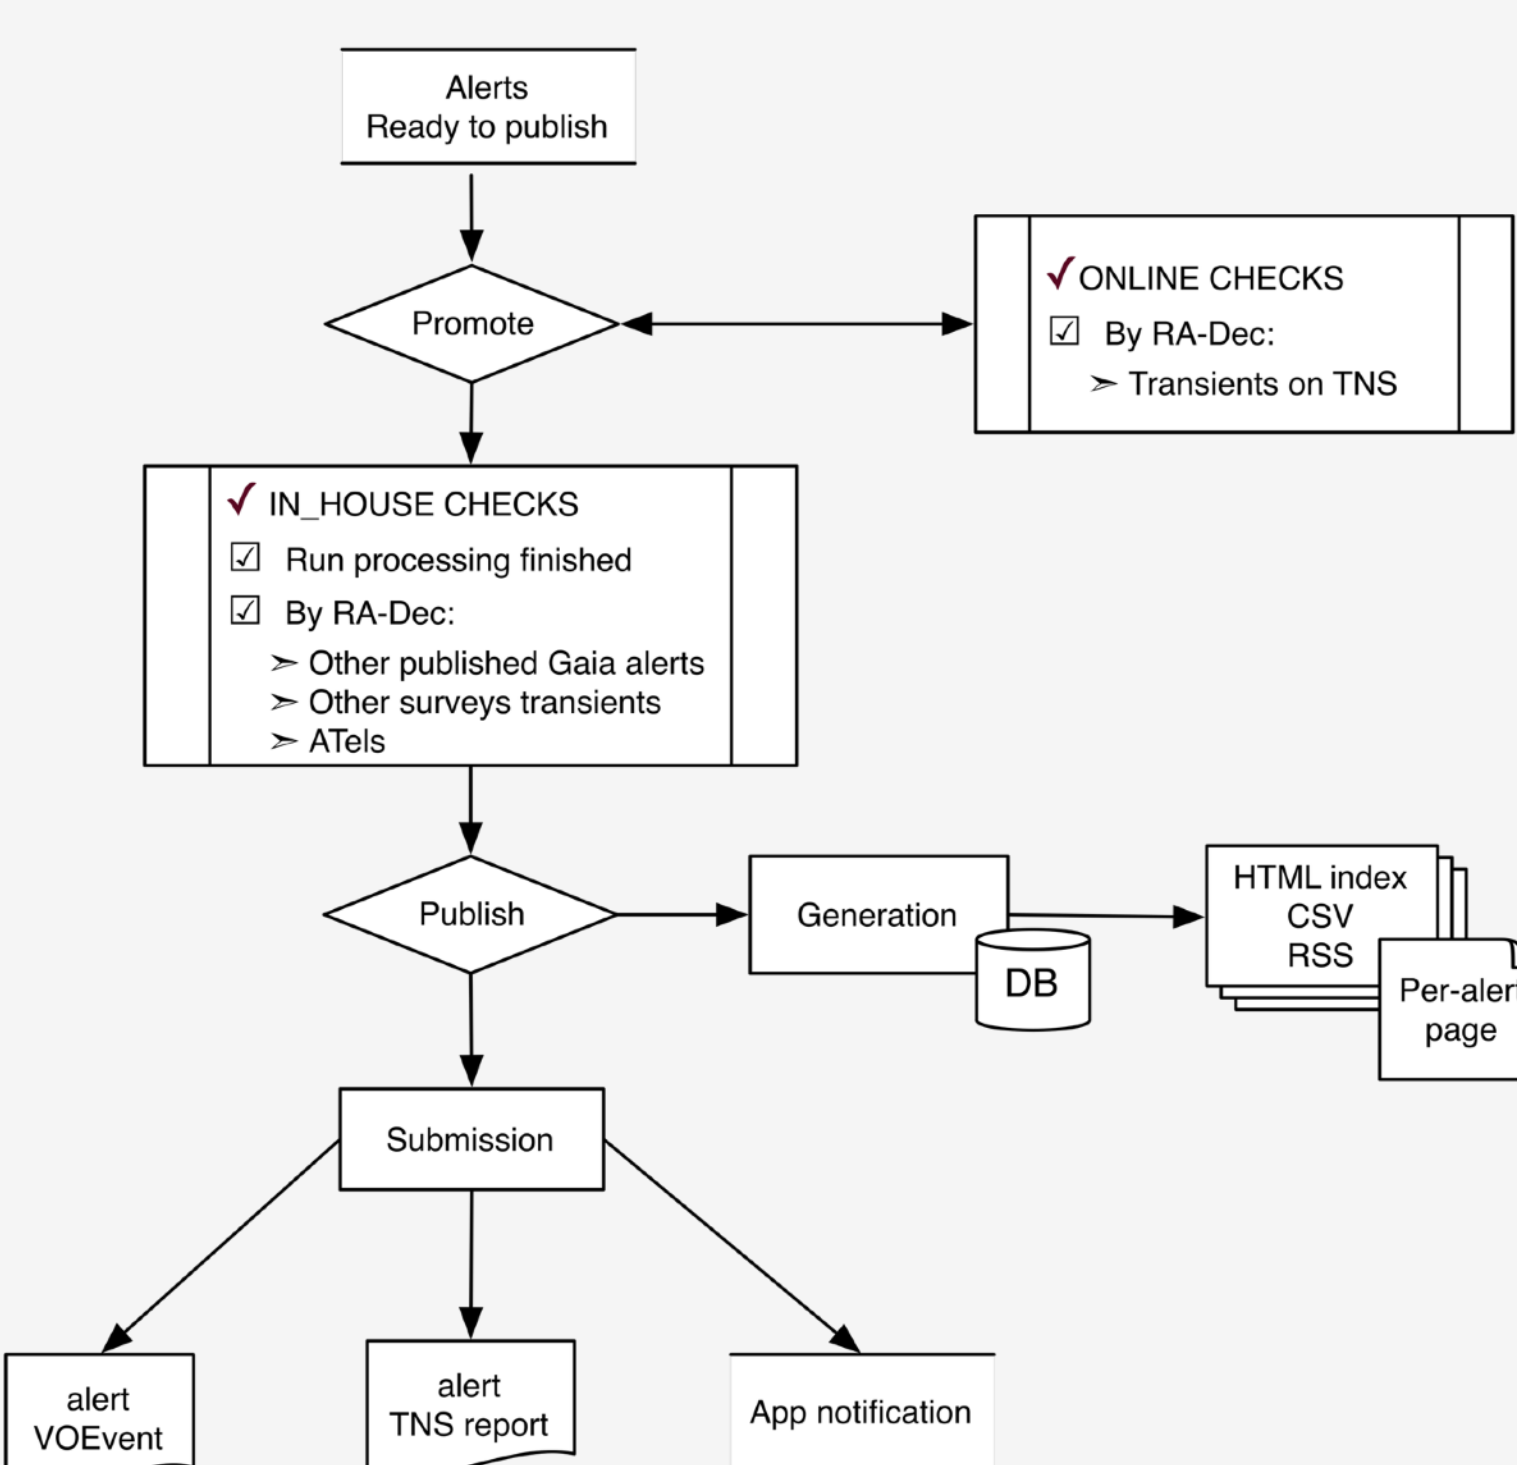 Alerts
Ready to publish
Promote
✓ONLINE CHECKS
☑ By RA-Dec:
➣ Transients on TNS
✓ IN_HOUSE CHECKS
☑ Run processing finished
☑ By RA-Dec:
➣ Other published Gaia alerts
➣ Other surveys transients
➣ ATels
Publish
Generation
DB
HTML index
CSV
RSS
Per-alert
page
Submission
alert
VOEvent
alert
TNS report
App notification